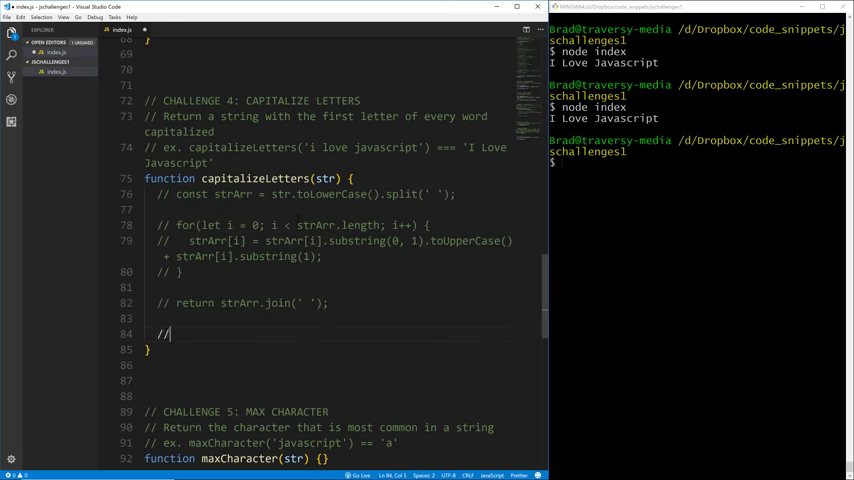 index.js - jschallenges1 - Visual Studio Code
File Edit Selection View Go Debug Tasks Help
EXPLORER
OPEN EDITORS 1 UNSAVED
index.js
JSCHALLENGES1
index.js
index.js
68 }
69
70
71
72 // CHALLENGE 4: CAPITALIZE LETTERS
73 // Return a string with the first letter of every word
capitalized
74 // ex. capitalizeLetters('i love javascript') === 'I Love
Javascript'
75 function capitalizeLetters(str) {
76 // const strArr = str.toLowerCase().split(' ');
77
78 // for(let i = 0; i < strArr.length; i++) {
79 //   strArr[i] = strArr[i].substring(0, 1).toUpperCase()
+ strArr[i].substring(1);
80 // }
81
82 // return strArr.join(' ');
83
84 //
85 }
86
87
88
89 // CHALLENGE 5: MAX CHARACTER
90 // Return the character that is most common in a string
91 // ex. maxCharacter('javascript') == 'a'
92 function maxCharacter(str) {}
0 0 Go Live Ln 84, Col 5 Spaces: 2 UTF-8 CRLF JavaScript Prettier
MINGW64:/d/Dropbox/code_snippets/jschallenges1
Brad@traversy-media /d/Dropbox/code_snippets/j
schallenges1
$ node index
I Love Javascript
Brad@traversy-media /d/Dropbox/code_snippets/j
schallenges1
$ node index
I Love Javascript
Brad@traversy-media /d/Dropbox/code_snippets/j
schallenges1
$